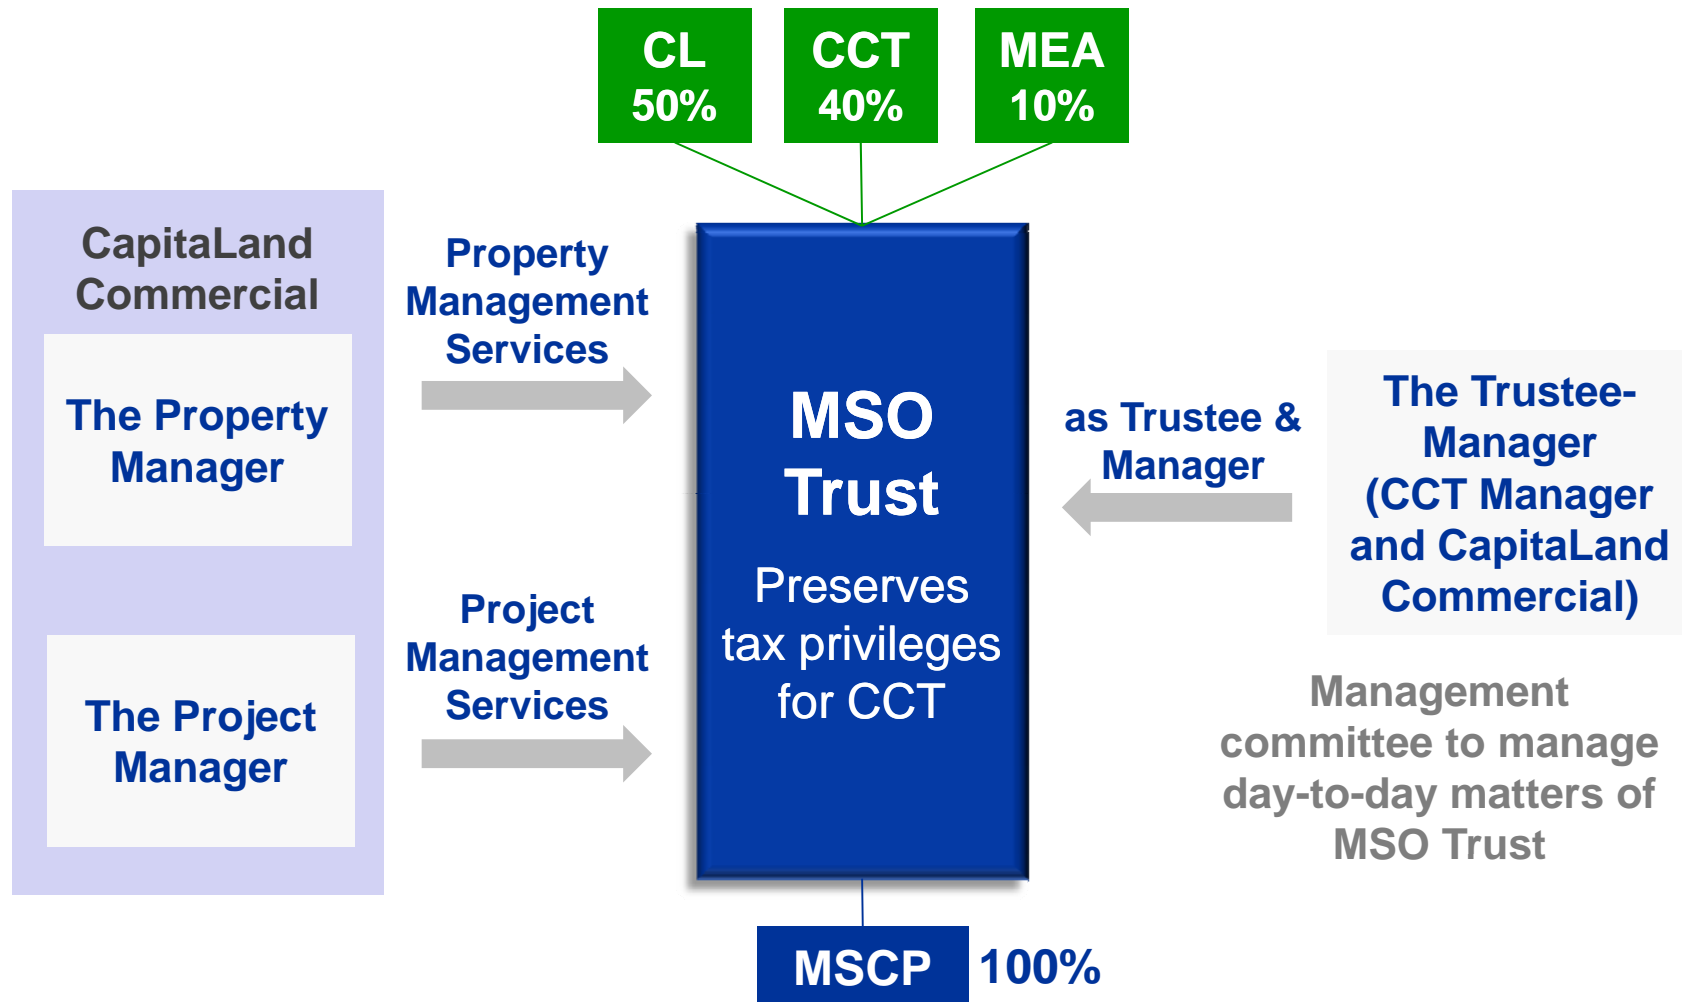 CL
50%
CCT
40%
MEA
10%
CapitaLand
Commercial
The Property
Manager
The Project
Manager
Property
Management
Services
Project
Management
Services
MSO
Trust
Preserves
tax privileges
for CCT
as Trustee &
Manager
The Trustee-
Manager
(CCT Manager
and CapitaLand
Commercial)
Management
committee to manage
day-to-day matters of
MSO Trust
MSCP 100%